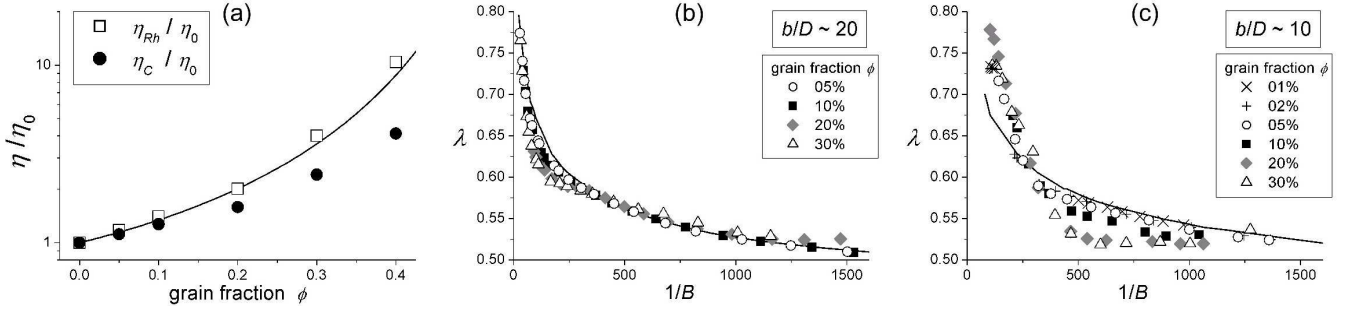 (a)
η_Rh / η_0
η_C / η_0
10
1
η/η_0
0.0
0.1
0.2
0.3
0.4
grain fraction ϕ
(b)
b/D ~ 20
grain fraction ϕ
05%
10%
20%
30%
0.80
0.75
0.70
0.65
0.60
0.55
0.50
λ
0
500
1000
1500
1/B
(c)
b/D ~ 10
grain fraction ϕ
01%
02%
05%
10%
20%
30%
0.80
0.75
0.70
0.65
0.60
0.55
0.50
λ
0
500
1000
1500
1/B